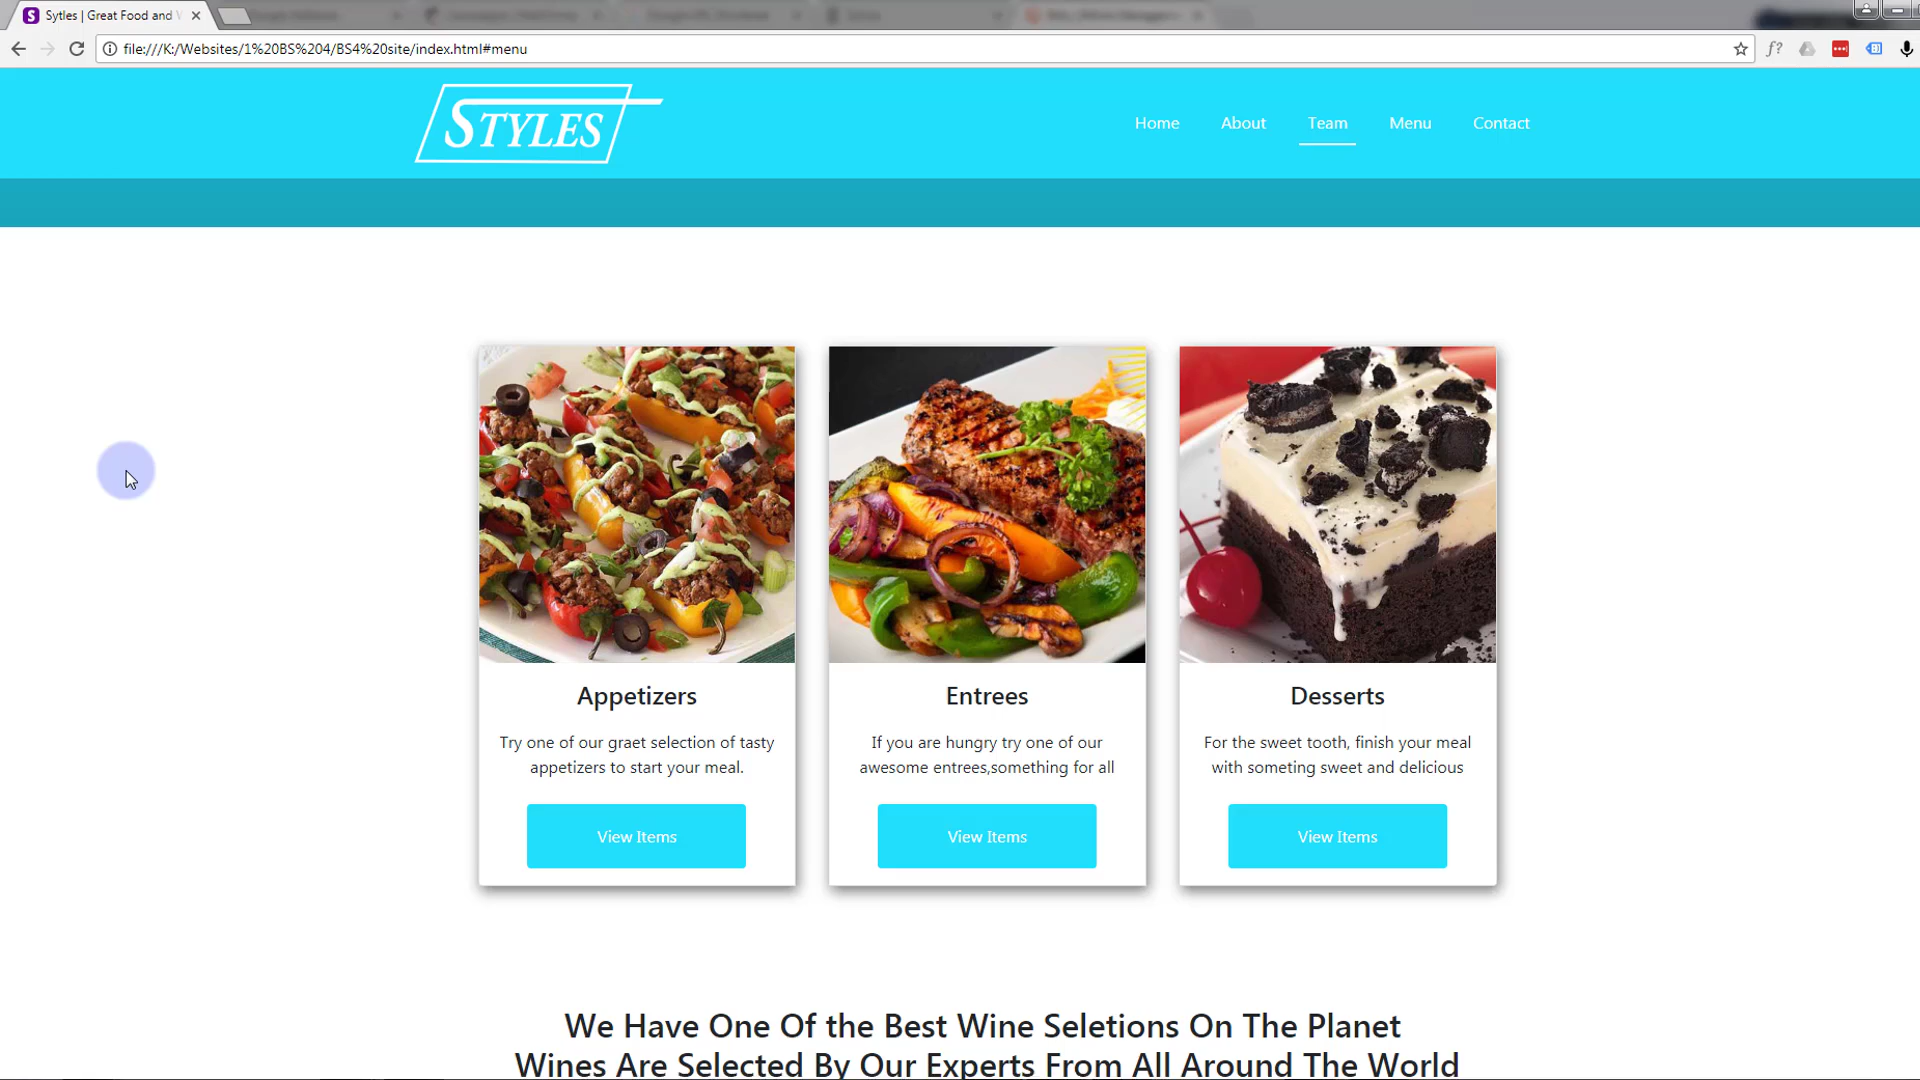 Sytles | Great Food and
file:///K:/Websites/1%20BS%204/BS4%20site/index.html#menu
STYLES
Home About Team Menu Contact
Appetizers
Try one of our graet selection of tasty
appetizers to start your meal.
View Items
Entrees
If you are hungry try one of our
awesome entrees,something for all
View Items
Desserts
For the sweet tooth, finish your meal
with someting sweet and delicious
View Items
We Have One Of the Best Wine Seletions On The Planet
Wines Are Selected By Our Experts From All Around The World